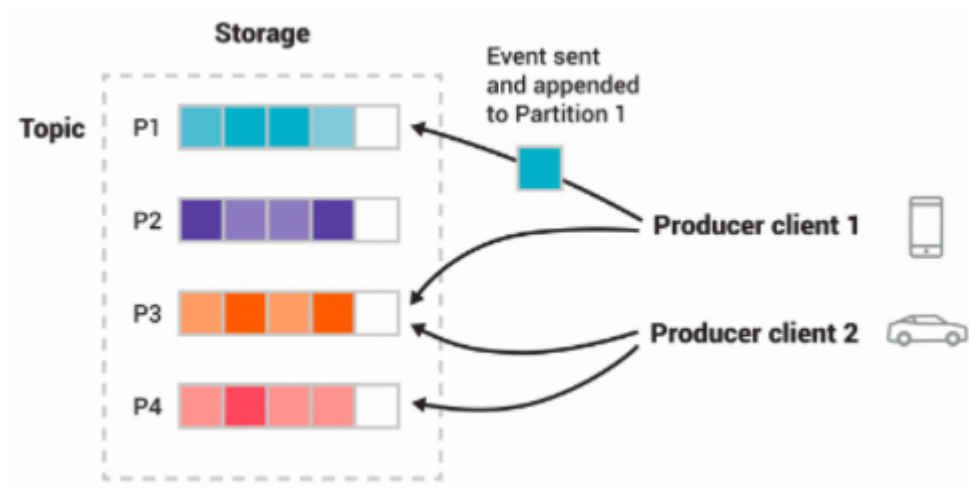 Storage
Event sent
and appended
to Partition 1
Topic
P1
P2
Producer client 1
P3
Producer client 2
P4